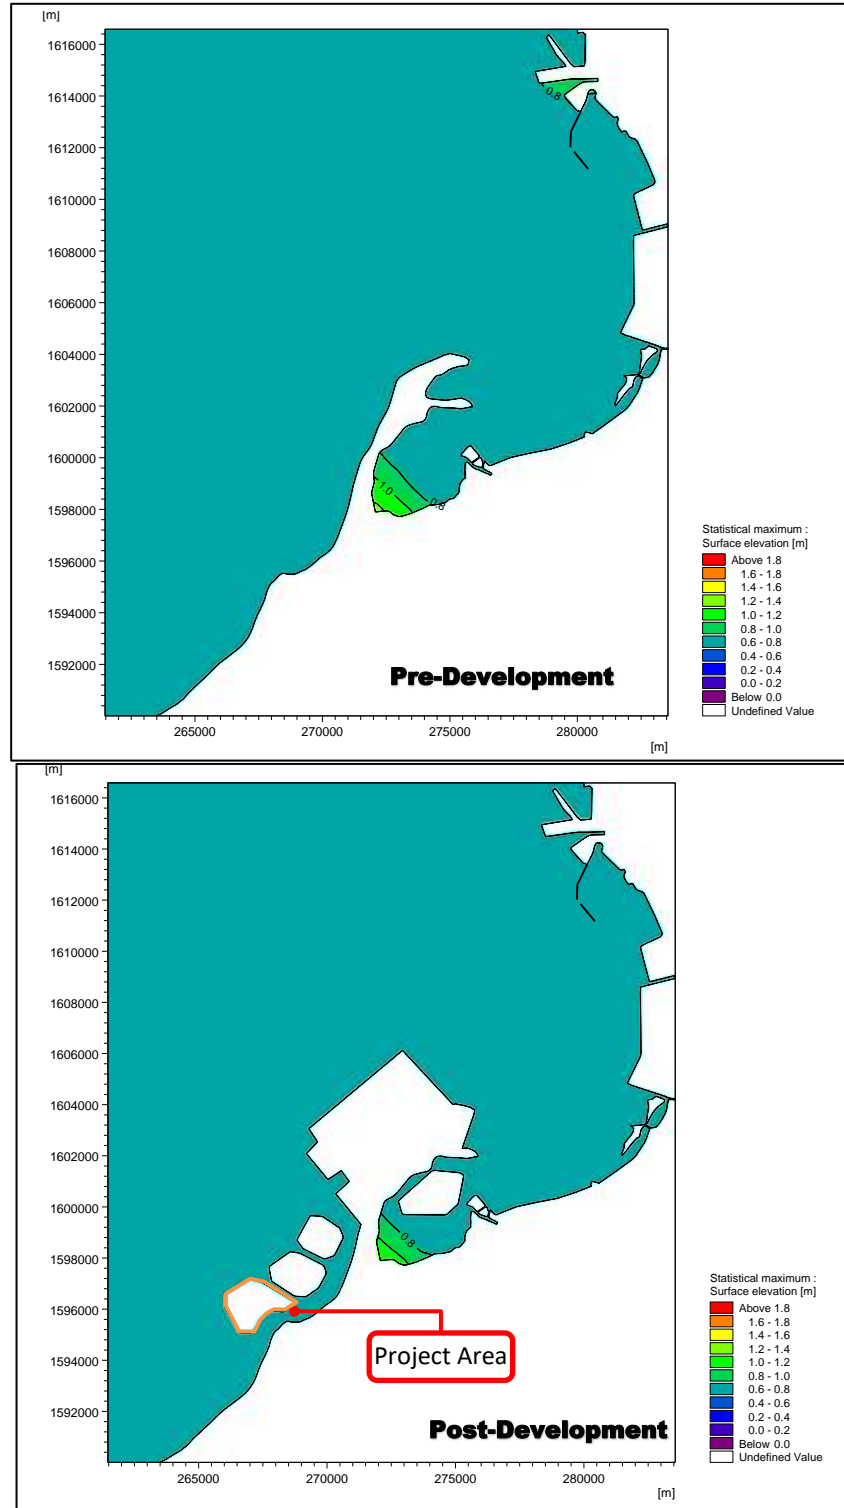 [m]
1616000
1614000
1612000
1610000
1608000
1606000
1604000
1602000
1600000
1598000
1596000
1594000
1592000
0.8
1.0
0.8
Pre-Development
265000
270000
275000
280000
[m]
Statistical maximum :
Surface elevation [m]
Above 1.8
1.6 - 1.8
1.4 - 1.6
1.2 - 1.4
1.0 - 1.2
0.8 - 1.0
0.6 - 0.8
0.4 - 0.6
0.2 - 0.4
0.0 - 0.2
Below 0.0
Undefined Value
[m]
1616000
1614000
1612000
1610000
1608000
1606000
1604000
1602000
1600000
1598000
1596000
1594000
1592000
0.8
Project Area
Post-Development
265000
270000
275000
280000
[m]
Statistical maximum :
Surface elevation [m]
Above 1.8
1.6 - 1.8
1.4 - 1.6
1.2 - 1.4
1.0 - 1.2
0.8 - 1.0
0.6 - 0.8
0.4 - 0.6
0.2 - 0.4
0.0 - 0.2
Below 0.0
Undefined Value